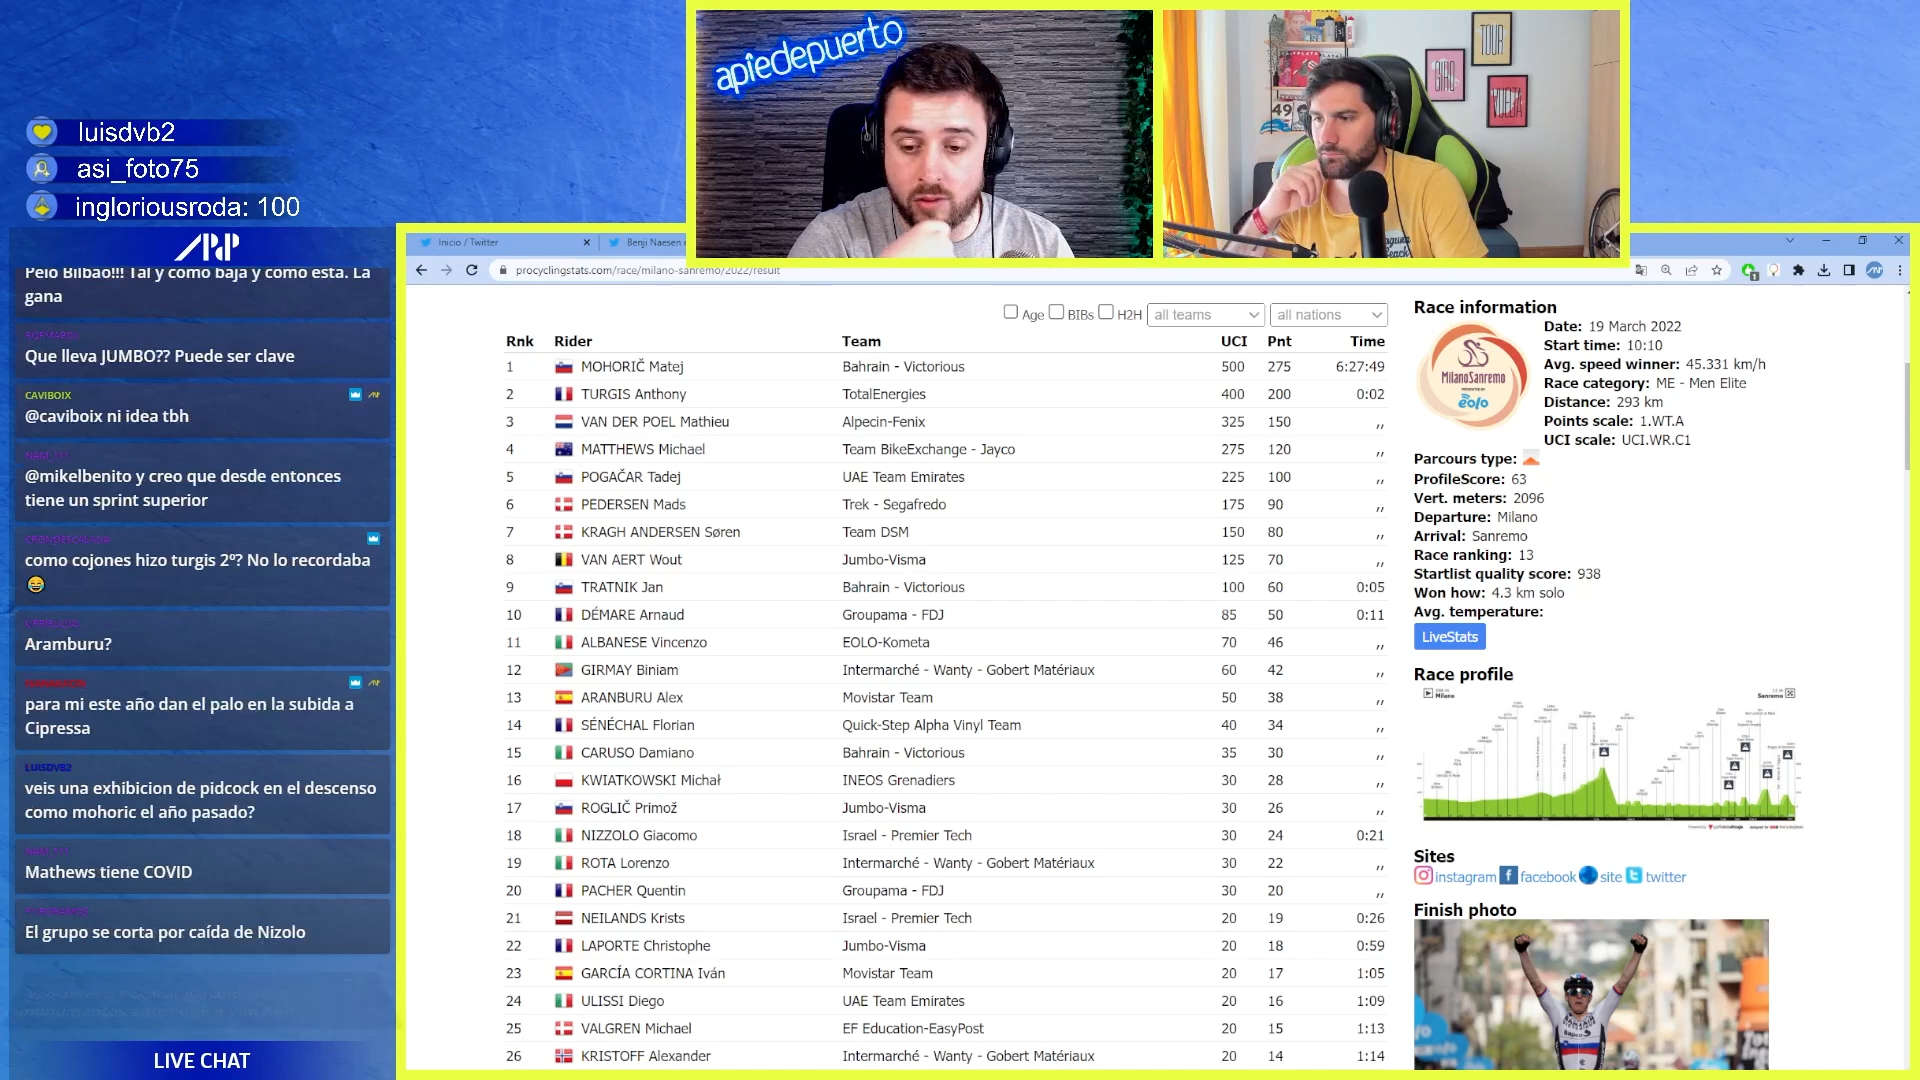 luisdvb2
asi_foto75
ingloriousroda: 100
Pelo Bilbao!!! Tal y como baja y como esta. La
gana
Que lleva JUMBO?? Puede ser clave
CAVIBOIX
@caviboix ni idea tbh
@mikelbenito y creo que desde entonces
tiene un sprint superior
como cojones hizo turgis 2º? No lo recordaba
Aramburu?
para mi este año dan el palo en la subida a
Cipressa
LUISDVB2
veis una exhibicion de pidcock en el descenso
como mohoric el año pasado?
Mathews tiene COVID
El grupo se corta por caída de Nizolo
LIVE CHAT
apiedepuerto
TOUR
GIRO
VUELTA
49
Inicio / Twitter
Benji Naesen
procyclingstats.com/race/milano-sanremo/2022/result
Age BIBs H2H all teams all nations
Rnk Rider Team UCI Pnt Time
1 MOHORIČ Matej Bahrain - Victorious 500 275 6:27:49
2 TURGIS Anthony TotalEnergies 400 200 0:02
3 VAN DER POEL Mathieu Alpecin-Fenix 325 150 ,,
4 MATTHEWS Michael Team BikeExchange - Jayco 275 120 ,,
5 POGAČAR Tadej UAE Team Emirates 225 100 ,,
6 PEDERSEN Mads Trek - Segafredo 175 90 ,,
7 KRAGH ANDERSEN Søren Team DSM 150 80 ,,
8 VAN AERT Wout Jumbo-Visma 125 70 ,,
9 TRATNIK Jan Bahrain - Victorious 100 60 0:05
10 DÉMARE Arnaud Groupama - FDJ 85 50 0:11
11 ALBANESE Vincenzo EOLO-Kometa 70 46 ,,
12 GIRMAY Biniam Intermarché - Wanty - Gobert Matériaux 60 42 ,,
13 ARANBURU Alex Movistar Team 50 38 ,,
14 SÉNÉCHAL Florian Quick-Step Alpha Vinyl Team 40 34 ,,
15 CARUSO Damiano Bahrain - Victorious 35 30 ,,
16 KWIATKOWSKI Michał INEOS Grenadiers 30 28 ,,
17 ROGLIČ Primož Jumbo-Visma 30 26 ,,
18 NIZZOLO Giacomo Israel - Premier Tech 30 24 0:21
19 ROTA Lorenzo Intermarché - Wanty - Gobert Matériaux 30 22 ,,
20 PACHER Quentin Groupama - FDJ 30 20 ,,
21 NEILANDS Krists Israel - Premier Tech 20 19 0:26
22 LAPORTE Christophe Jumbo-Visma 20 18 0:59
23 GARCÍA CORTINA Iván Movistar Team 20 17 1:05
24 ULISSI Diego UAE Team Emirates 20 16 1:09
25 VALGREN Michael EF Education-EasyPost 20 15 1:13
26 KRISTOFF Alexander Intermarché - Wanty - Gobert Matériaux 20 14 1:14
Race information
MilanoSanremo
eolo
Date: 19 March 2022
Start time: 10:10
Avg. speed winner: 45.331 km/h
Race category: ME - Men Elite
Distance: 293 km
Points scale: 1.WT.A
UCI scale: UCI.WR.C1
Parcours type:
ProfileScore: 63
Vert. meters: 2096
Departure: Milano
Arrival: Sanremo
Race ranking: 13
Startlist quality score: 938
Won how: 4.3 km solo
Avg. temperature:
LiveStats
Race profile
Milano
Sanremo
Sites
instagram facebook site twitter
Finish photo